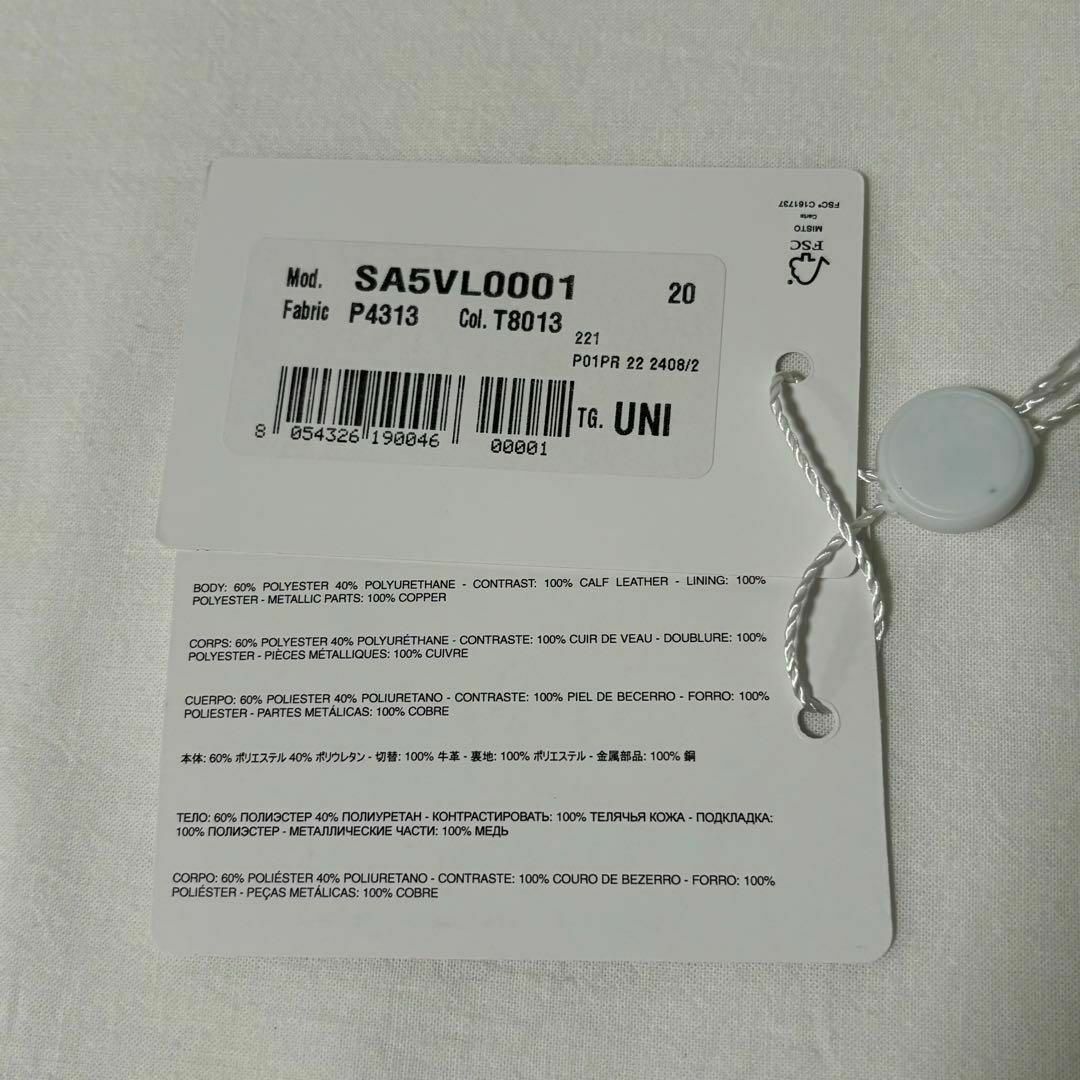 FSC® C161737
Carta
MISTO
FSC
Mod. SA5VL0001 20
Fabric P4313 Col. T8013
221
P01PR 22 2408/2
8 054326 190046 00001 TG. UNI
BODY: 60% POLYESTER 40% POLYURETHANE - CONTRAST: 100% CALF LEATHER - LINING: 100%
POLYESTER - METALLIC PARTS: 100% COPPER
CORPS: 60% POLYESTER 40% POLYURÉTHANE - CONTRASTE: 100% CUIR DE VEAU - DOUBLURE: 100%
POLYESTER - PIÈCES MÉTALLIQUES: 100% CUIVRE
CUERPO: 60% POLIESTER 40% POLIURETANO - CONTRASTE: 100% PIEL DE BECERRO - FORRO: 100%
POLIESTER - PARTES METÁLICAS: 100% COBRE
本体: 60% ポリエステル 40% ポリウレタン - 切替: 100% 牛革 - 裏地: 100% ポリエステル - 金属部品: 100% 銅
ТЕЛО: 60% ПОЛИЭСТЕР 40% ПОЛИУРЕТАН - КОНТРАСТИРОВАТЬ: 100% ТЕЛЯЧЬЯ КОЖА - ПОДКЛАДКА:
100% ПОЛИЭСТЕР - МЕТАЛЛИЧЕСКИЕ ЧАСТИ: 100% МЕДЬ
CORPO: 60% POLIÉSTER 40% POLIURETANO - CONTRASTE: 100% COURO DE BEZERRO - FORRO: 100%
POLIÉSTER - PEÇAS METÁLICAS: 100% COBRE